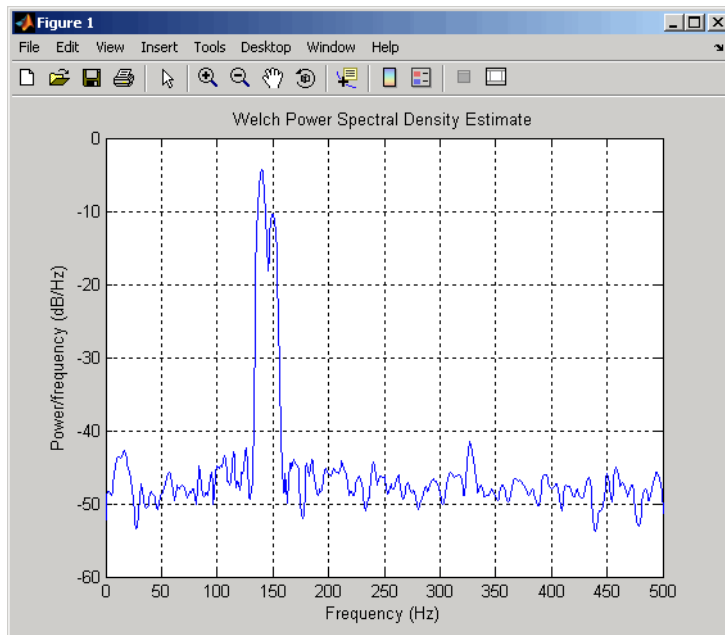 Figure 1
File Edit View Insert Tools Desktop Window Help
Welch Power Spectral Density Estimate
0
-10
-20
-30
-40
-50
-60
Power/frequency (dB/Hz)
0 50 100 150 200 250 300 350 400 450 500
Frequency (Hz)